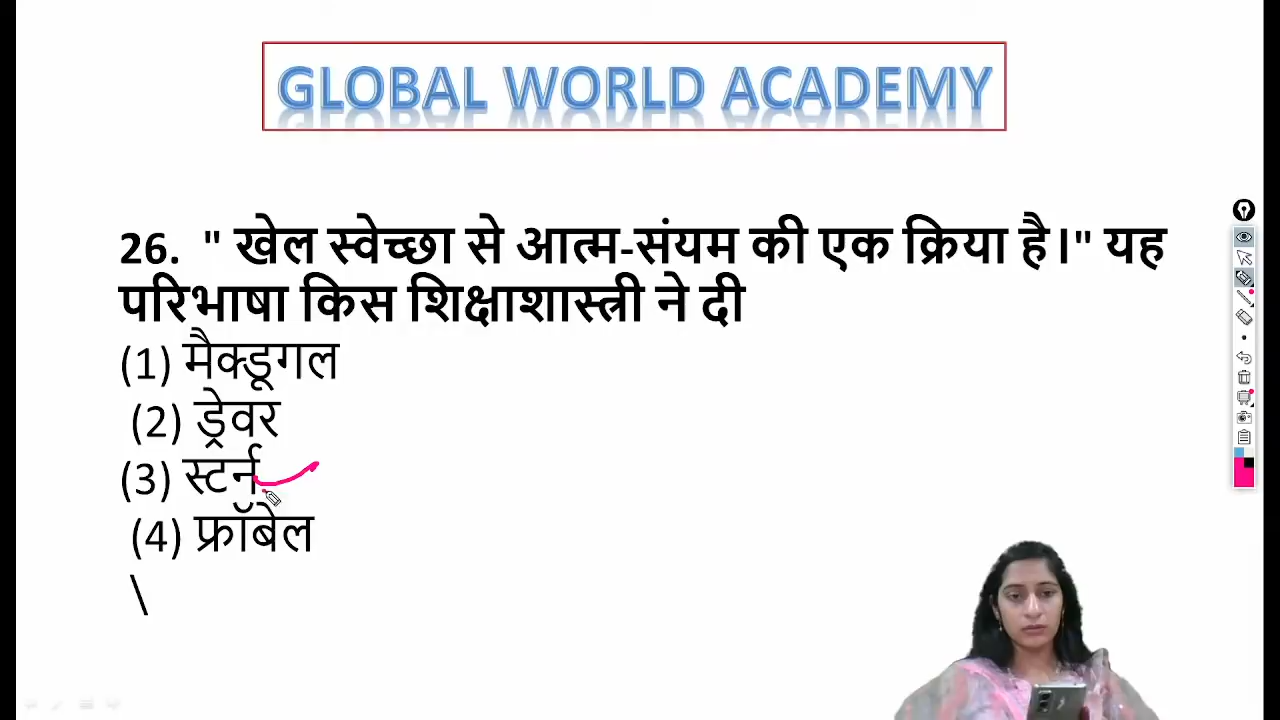 GLOBAL WORLD ACADEMY
26. " खेल स्वेच्छा से आत्म-संयम की एक क्रिया है।" यह
परिभाषा किस शिक्षाशास्त्री ने दी
(1) मैक्डूगल
(2) ड्रेवर
(3) स्टर्न
(4) फ्रॉबेल
\